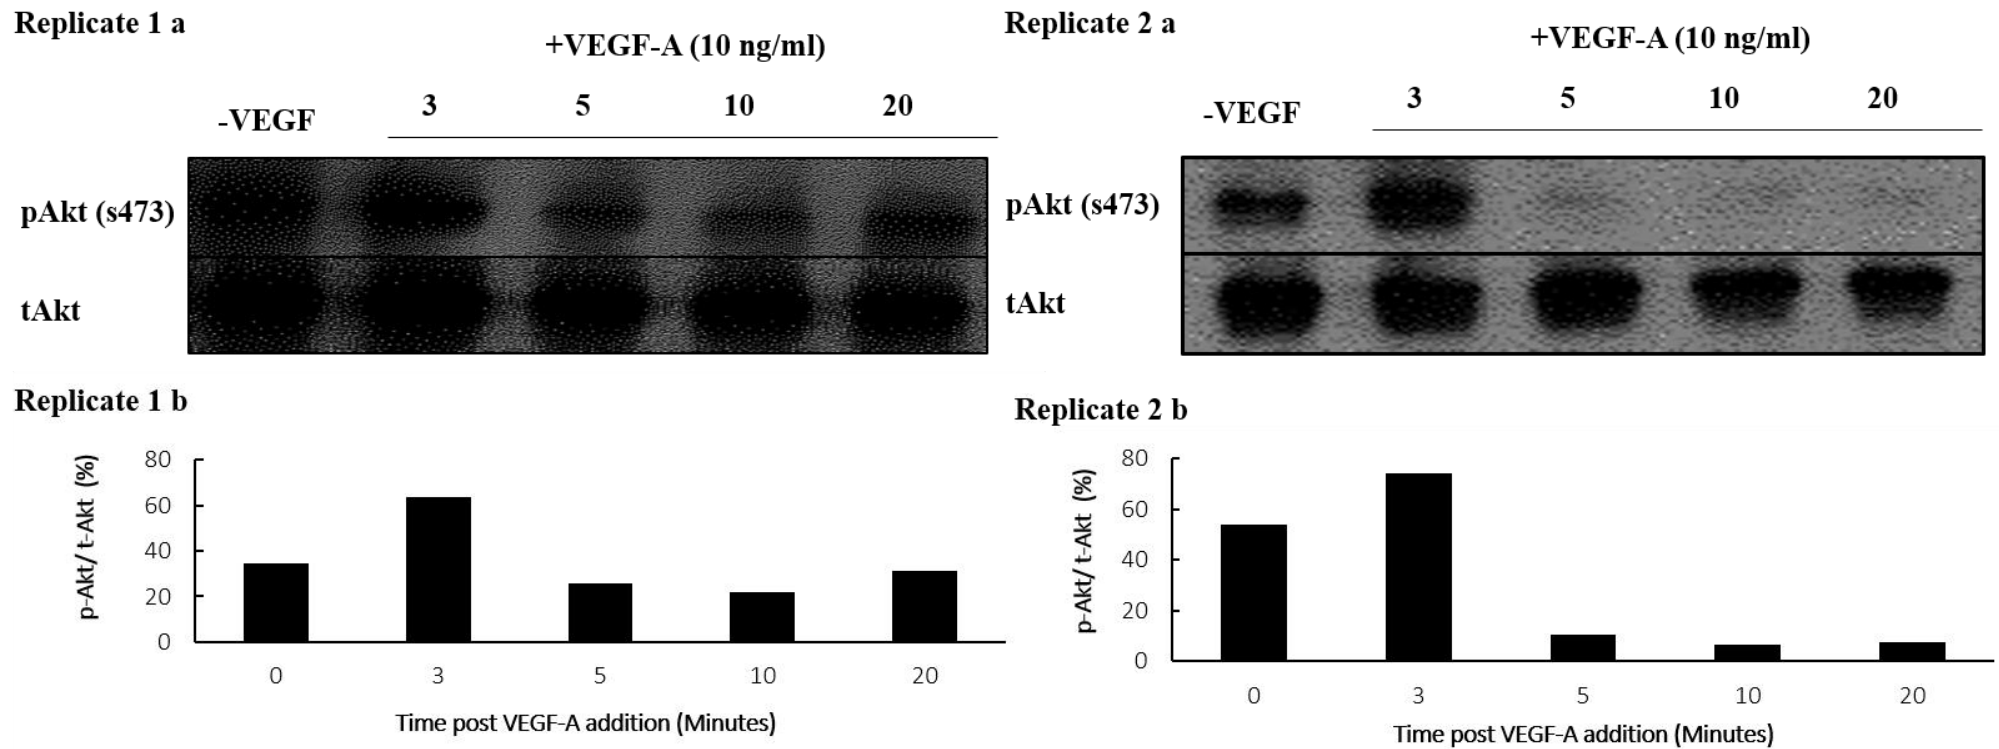 Replicate 1 a
+VEGF-A (10 ng/ml)
-VEGF
3 5 10 20
pAkt (s473)
tAkt
Replicate 2 a
+VEGF-A (10 ng/ml)
-VEGF
3 5 10 20
pAkt (s473)
tAkt
Replicate 1 b
p-Akt/ t-Akt (%)
80
60
40
20
0
0 3 5 10 20
Time post VEGF-A addition (Minutes)
Replicate 2 b
p-Akt/ t-Akt (%)
80
60
40
20
0
0 3 5 10 20
Time post VEGF-A addition (Minutes)